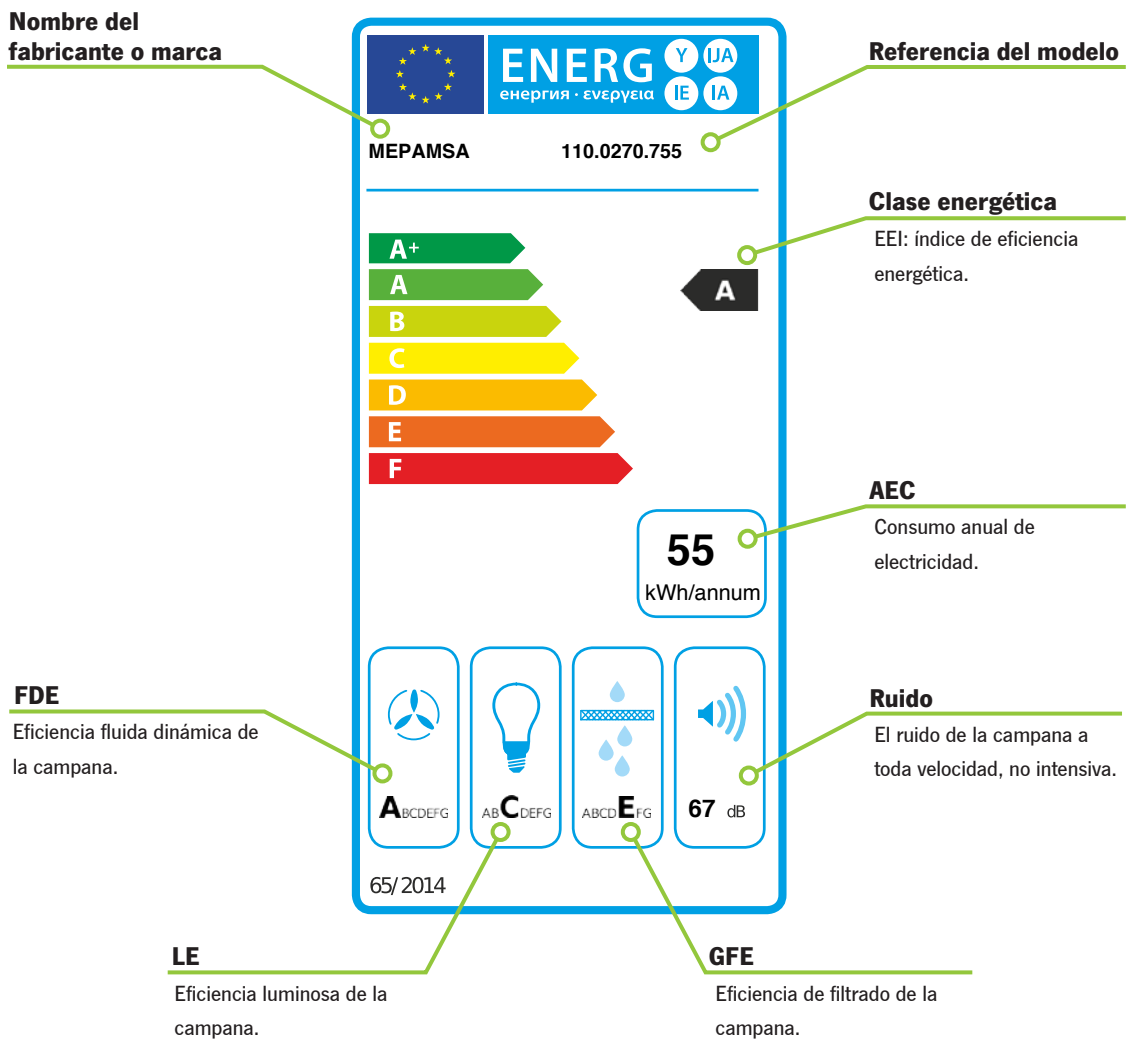 Nombre del
fabricante o marca
Referencia del modelo
ENERG
енергия · ενεργεια
Y
IJA
IE
IA
MEPAMSA 110.0270.755
Clase energética
EEI: índice de eficiencia
energética.
A+
A
B
C
D
E
F
A
AEC
Consumo anual de
electricidad.
55
kWh/annum
FDE
Eficiencia fluida dinámica de
la campana.
Ruido
El ruido de la campana a
toda velocidad, no intensiva.
ABCDEFG
ABCDEFG
ABCDEFG
67 dB
65/2014
LE
Eficiencia luminosa de la
campana.
GFE
Eficiencia de filtrado de la
campana.